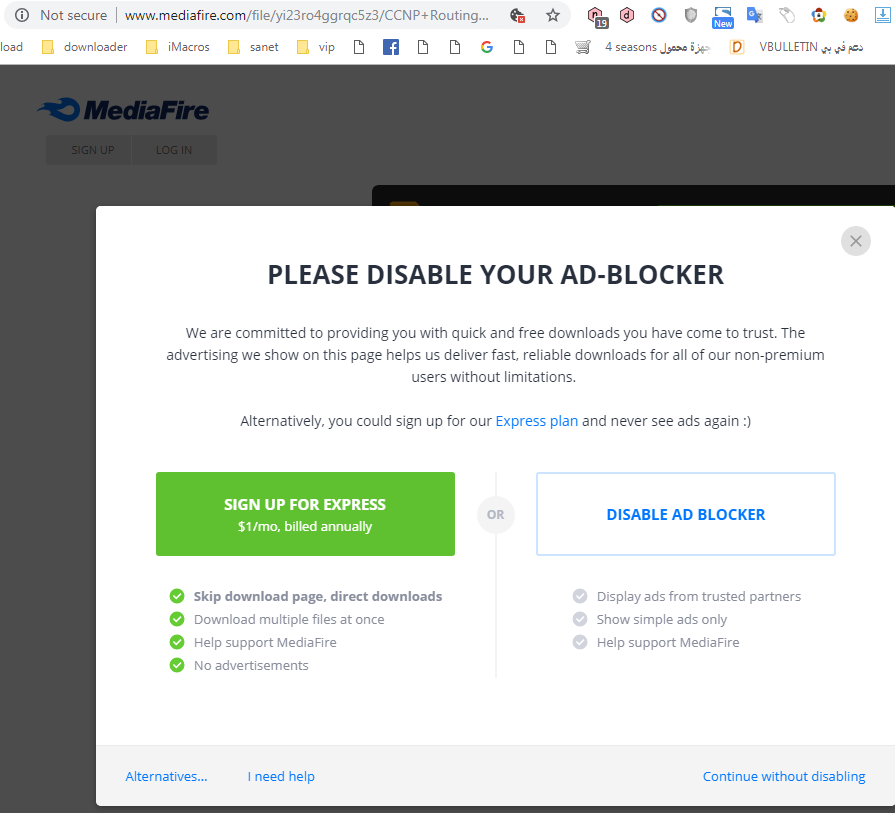 Not secure
www.mediafire.com/file/yi23ro4ggrqc5z3/CCNP+Routing...
19
New
load
downloader
iMacros
sanet
vip
4 seasons جهزة محمول
VBULLETIN دعم في بي
MediaFire
SIGN UP
LOG IN
PLEASE DISABLE YOUR AD-BLOCKER
We are committed to providing you with quick and free downloads you have come to trust. The
advertising we show on this page helps us deliver fast, reliable downloads for all of our non-premium
users without limitations.
Alternatively, you could sign up for our Express plan and never see ads again :)
SIGN UP FOR EXPRESS
$1/mo, billed annually
OR
DISABLE AD BLOCKER
Skip download page, direct downloads
Download multiple files at once
Help support MediaFire
No advertisements
Display ads from trusted partners
Show simple ads only
Help support MediaFire
Alternatives...
I need help
Continue without disabling